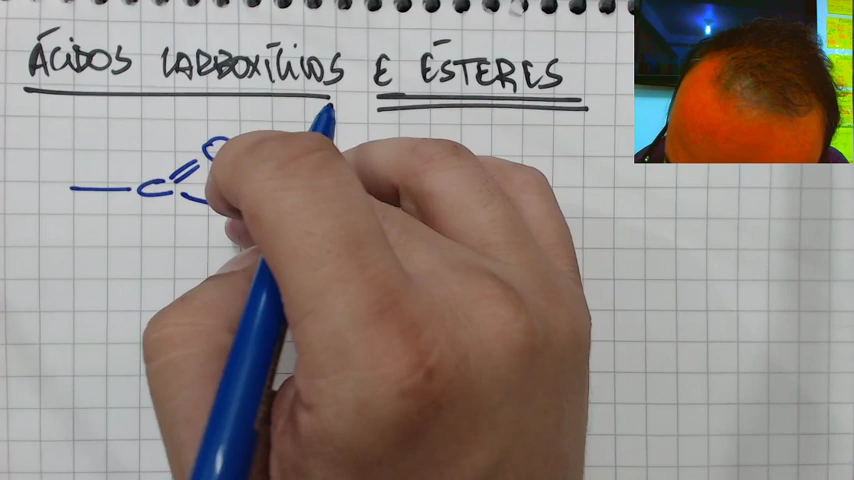 ÁCIDOS CARBOXÍLICOS E ÉSTERES
O
— C